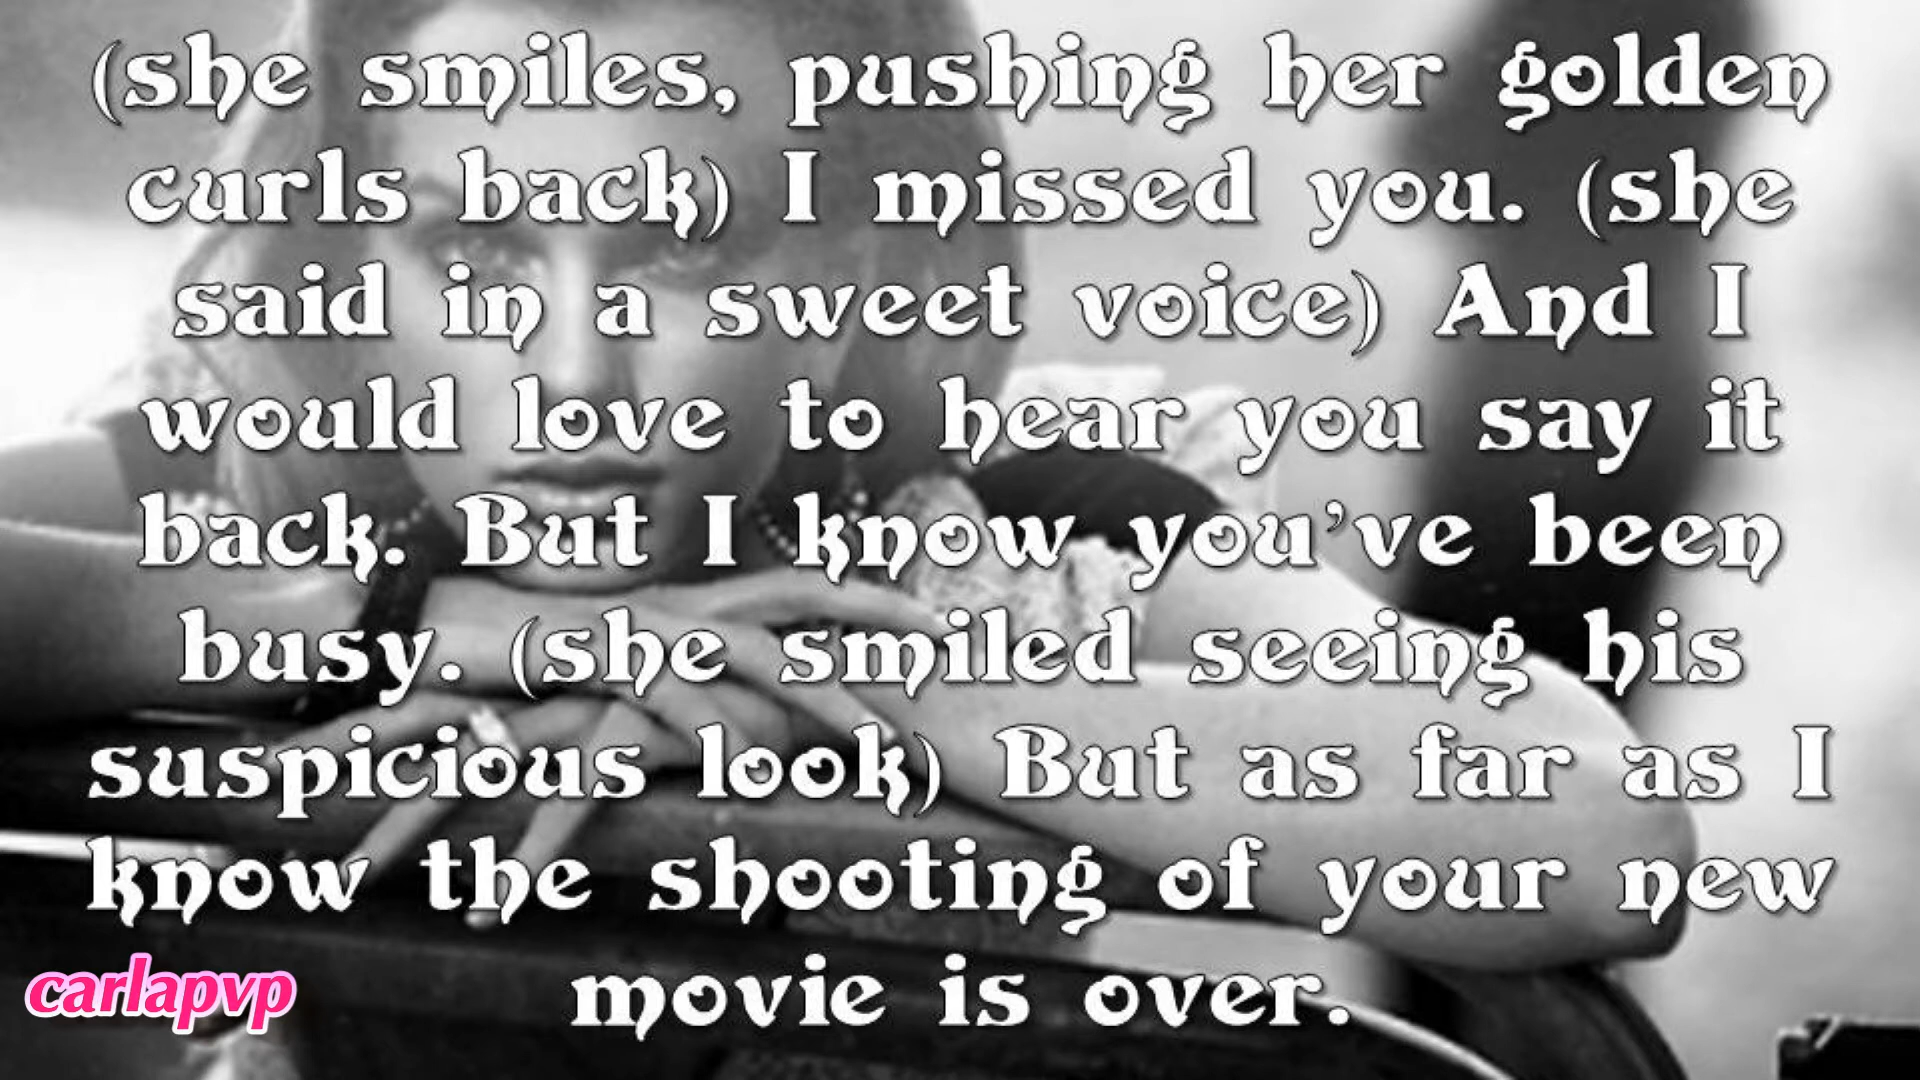 (she smiles, pushing her golden
curls back) I missed you. (she
said in a sweet voice) And I
would love to hear you say it
back. But I know you've been
busy. (she smiled seeing his
suspicious look) But as far as I
know the shooting of your new
movie is over.
carlapvp